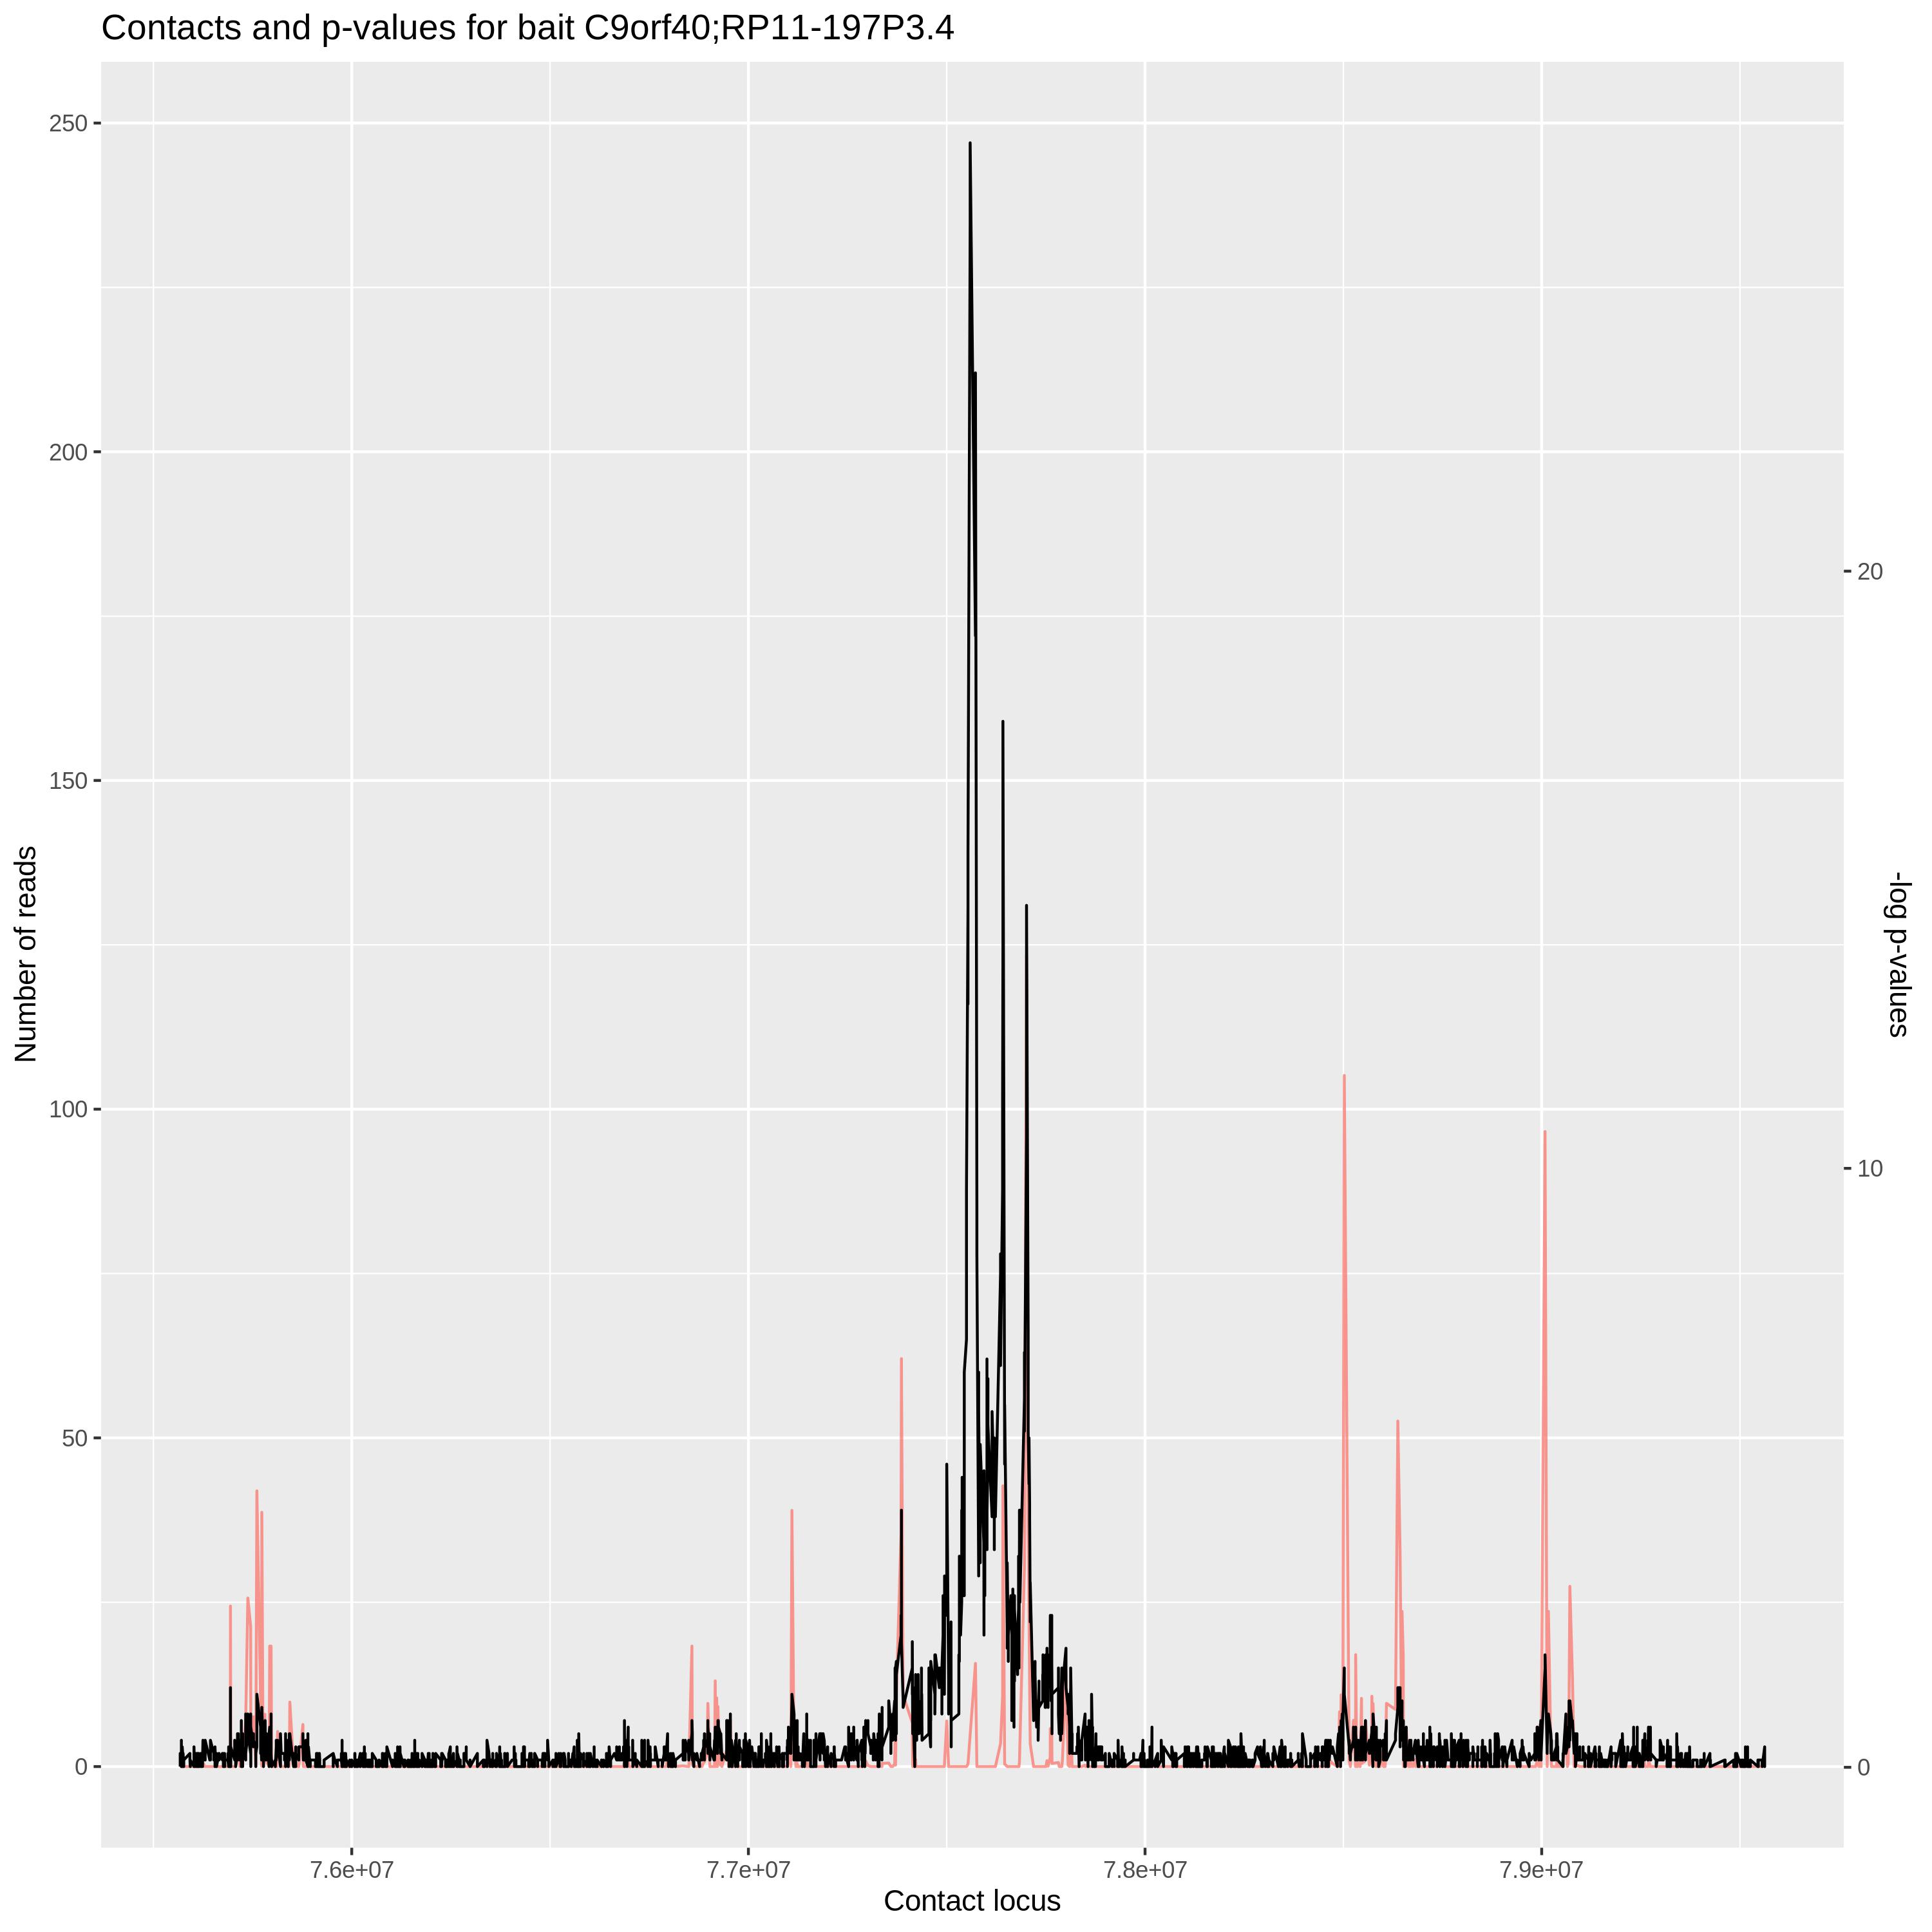 Contacts and p-values for bait C9orf40;RP11-197P3.4
250
200
150
100
50
0
Number of reads
20
10
0
-log p-values
7.6e+07
7.7e+07
7.8e+07
7.9e+07
Contact locus